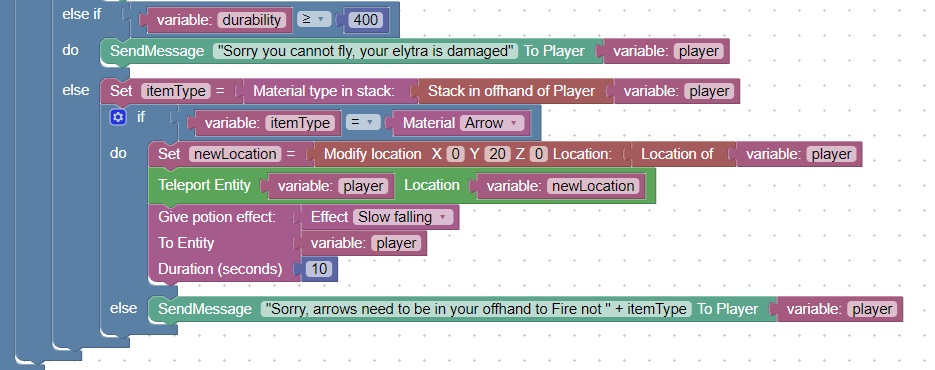 else if variable: durability ≥ 400
do SendMessage "Sorry you cannot fly, your elytra is damaged" To Player variable: player
else Set itemType = Material type in stack: Stack in offhand of Player variable: player
if variable: itemType = Material Arrow
do Set newLocation = Modify location X 0 Y 20 Z 0 Location: Location of variable: player
Teleport Entity variable: player Location variable: newLocation
Give potion effect: Effect Slow falling
To Entity variable: player
Duration (seconds) 10
else SendMessage "Sorry, arrows need to be in your offhand to Fire not " + itemType To Player variable: player